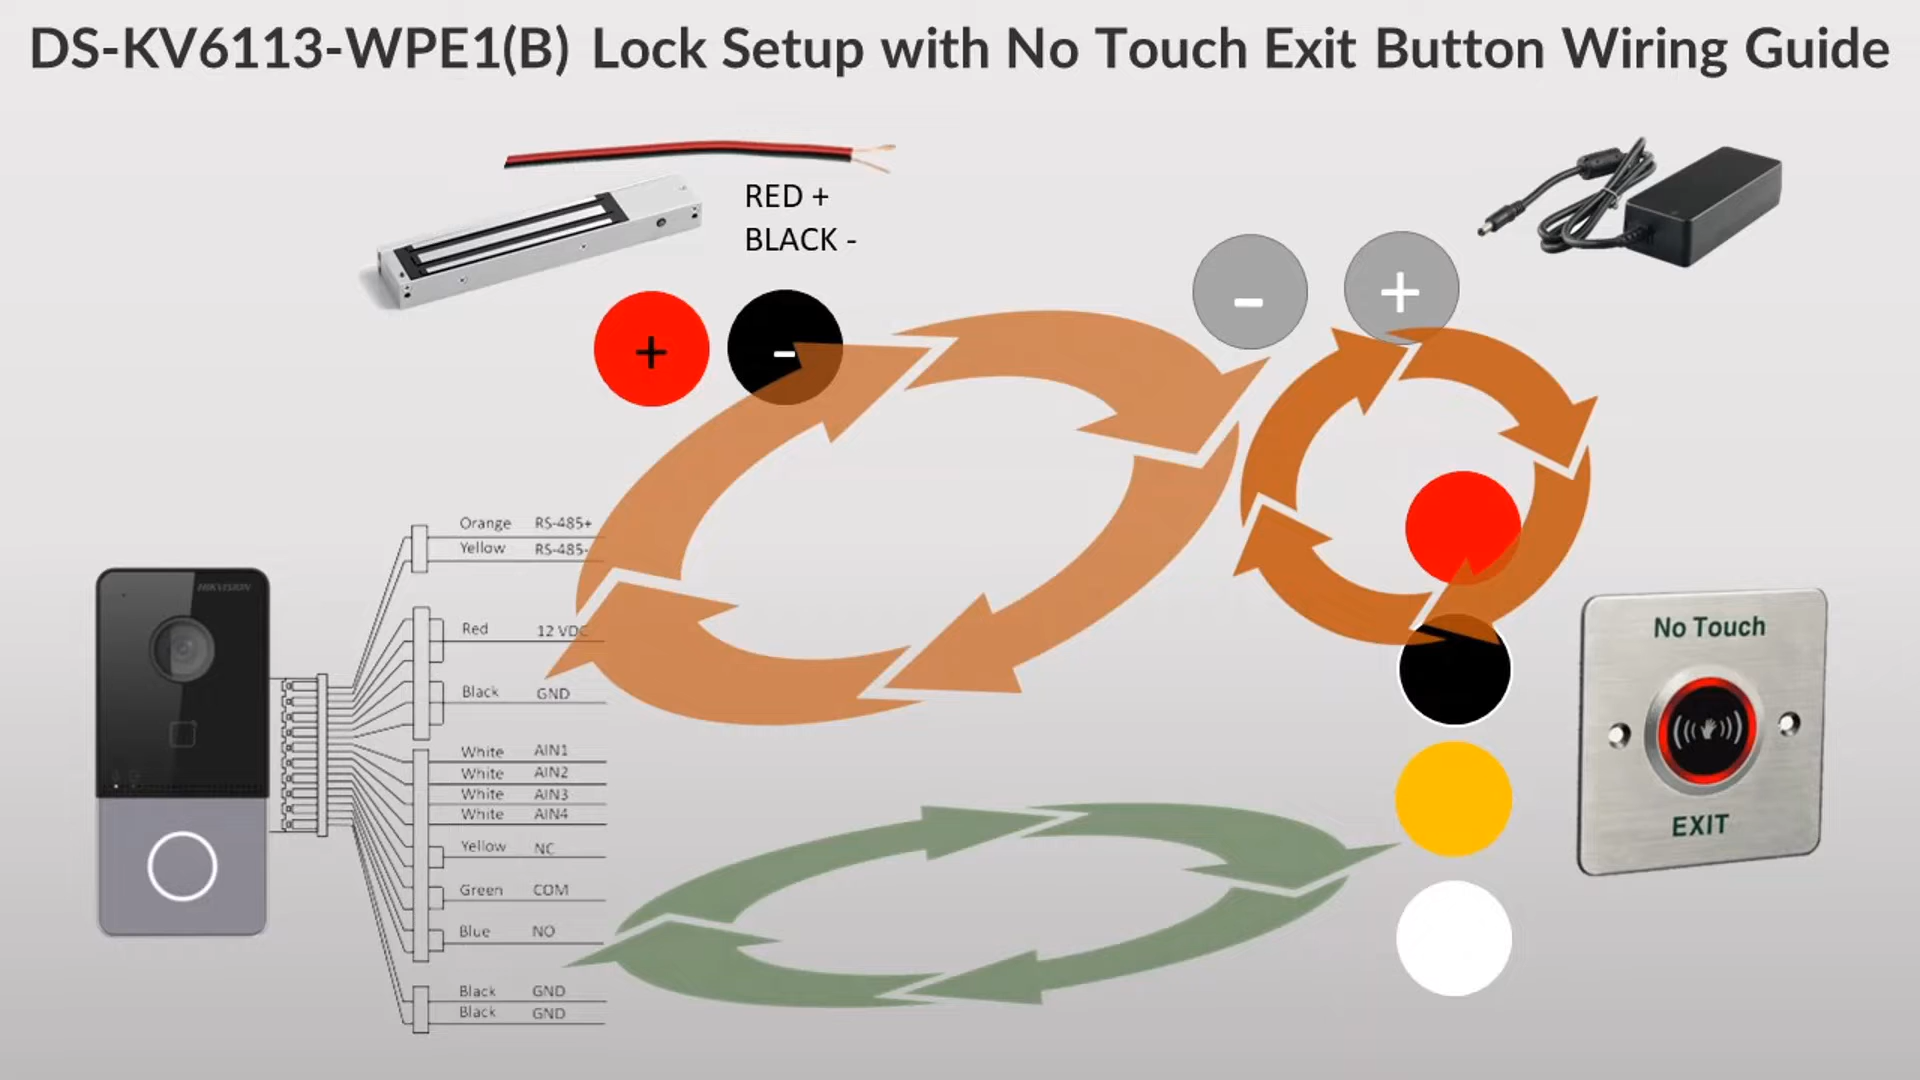 DS-KV6113-WPE1(B) Lock Setup with No Touch Exit Button Wiring Guide
RED +
BLACK -
+ -
- +
Orange RS-485+
Yellow RS-485-
HIKVISION
Red 12 VDC
Black GND
White AIN1
White AIN2
White AIN3
White AIN4
Yellow NC
Green COM
Blue NO
Black GND
Black GND
No Touch
EXIT